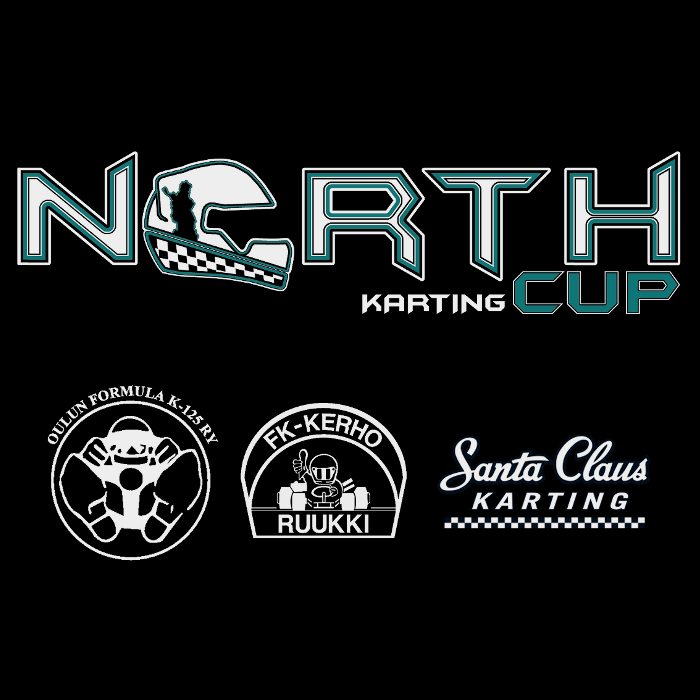 NORTH
KARTING CUP
OULUN FORMULA K-125 RY
FK-KERHO
RUUKKI
Santa Claus
KARTING